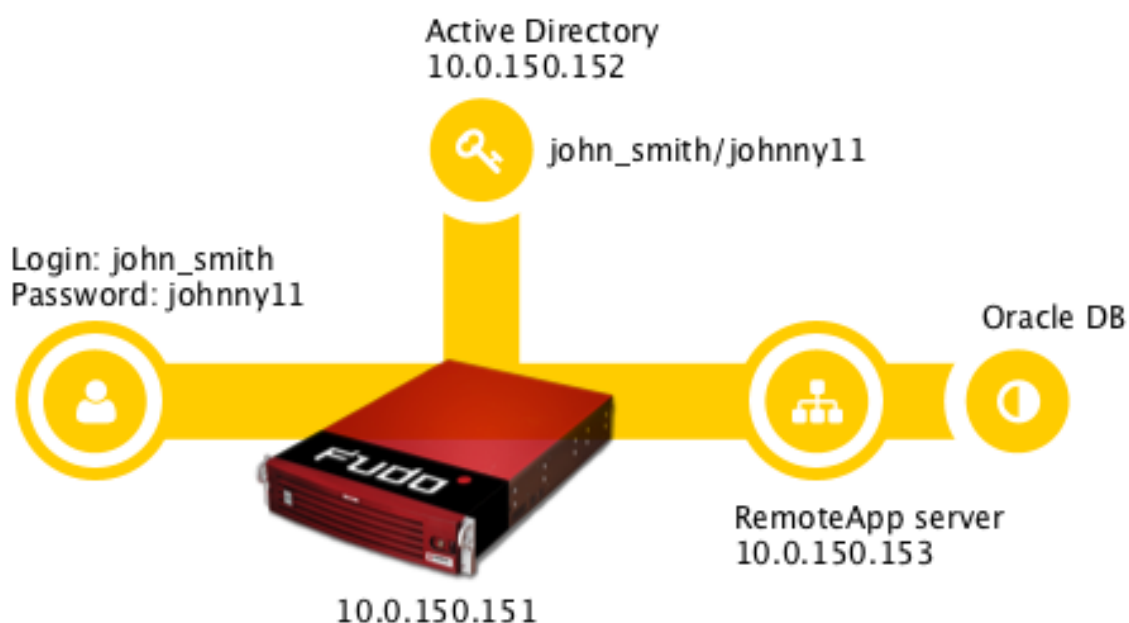 Active Directory
10.0.150.152
john_smith/johnny11
Login: john_smith
Password: johnny11
Oracle DB
FUDO
RemoteApp server
10.0.150.153
10.0.150.151